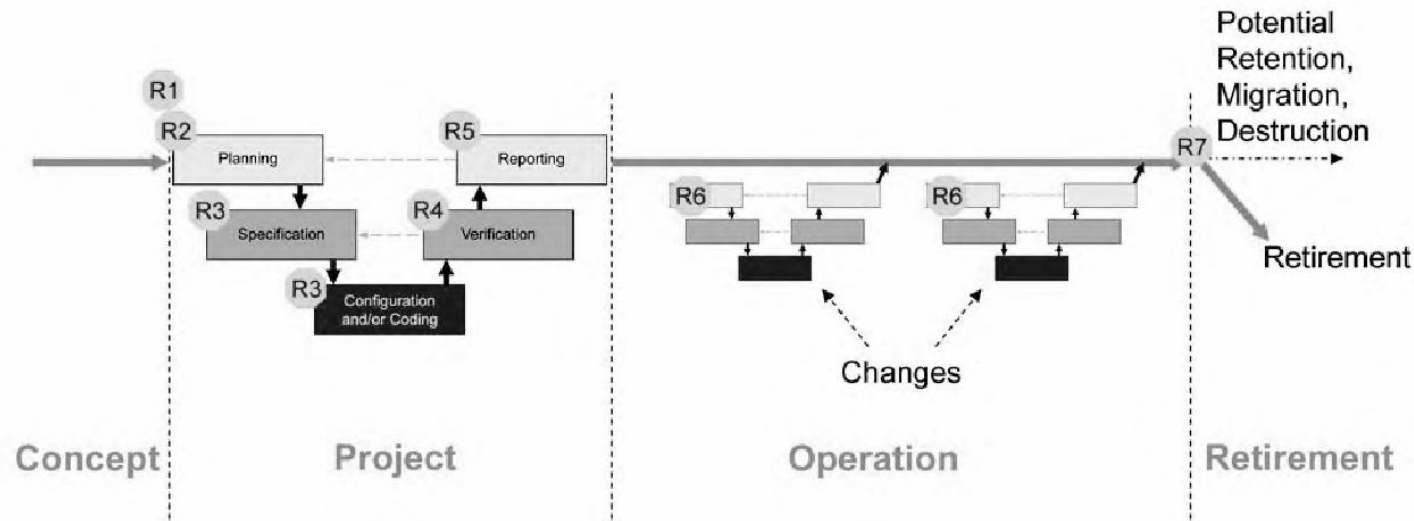 Potential
Retention,
Migration,
Destruction
R1
R2
Planning
R5
Reporting
R7
R3
Specification
R4
Verification
R6
R6
Retirement
R3
Configuration
and/or Coding
Changes
Concept
Project
Operation
Retirement